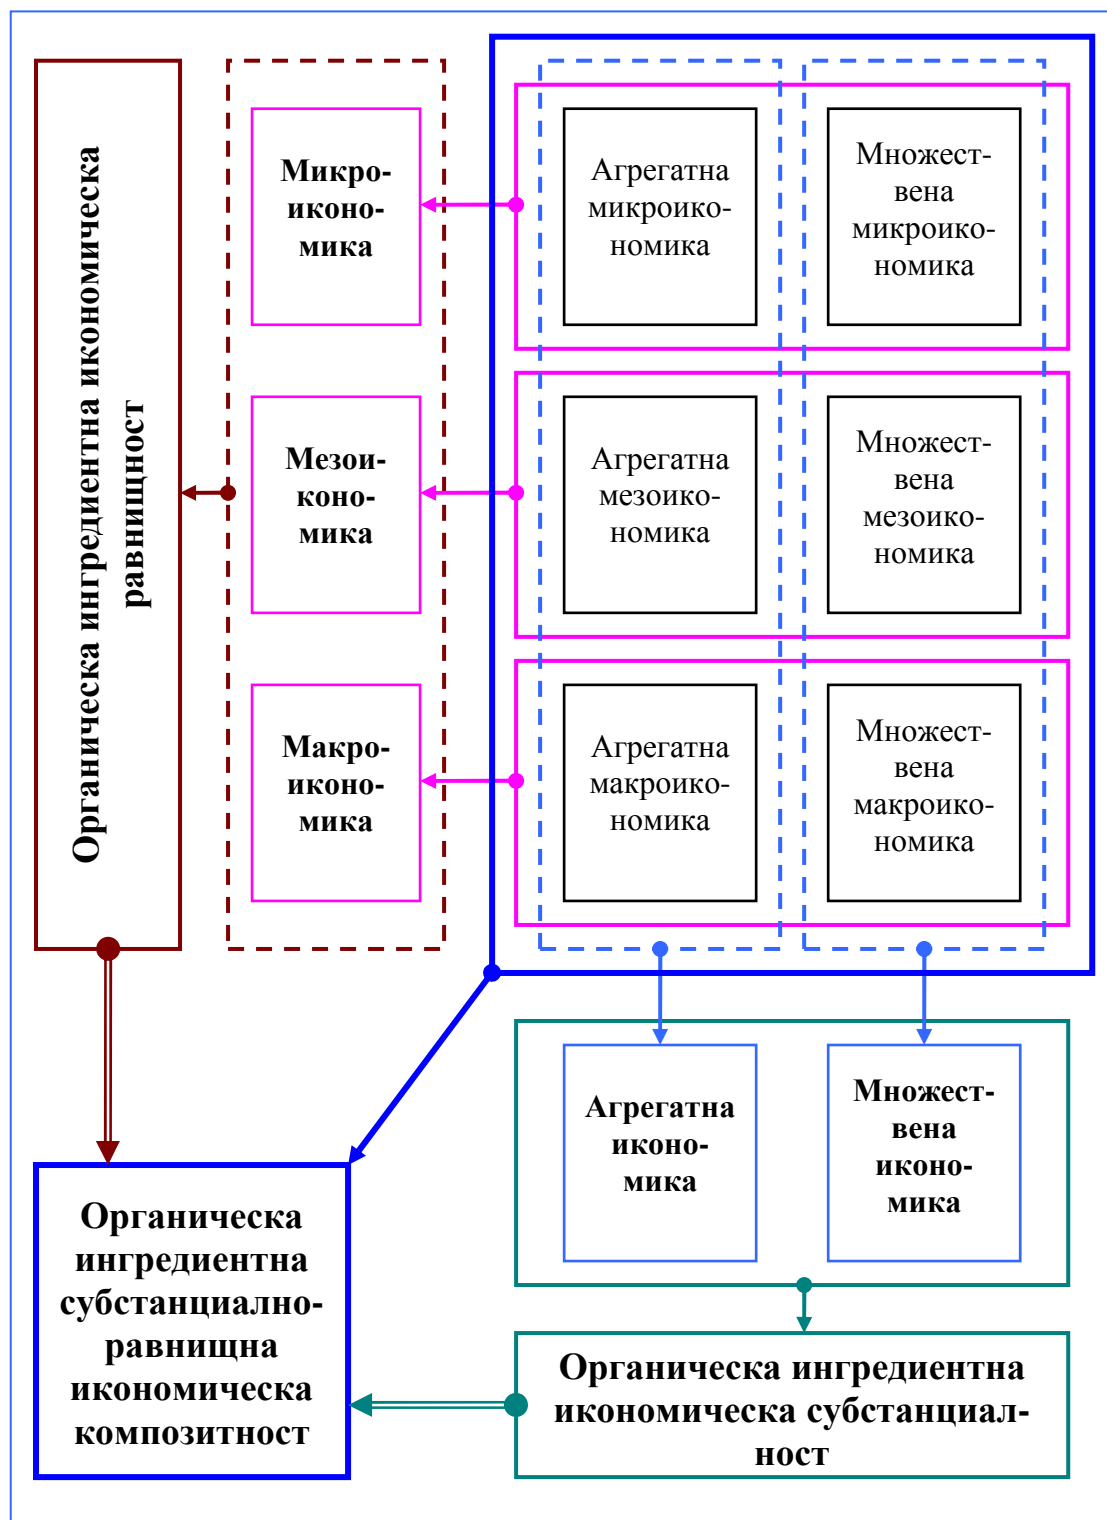 Органическа ингредиентна икономическа
равнищност
Микро-
иконо-
мика
Агрегатна
микроико-
номика
Множест-
вена
микроико-
номика
Мезои-
коно-
мика
Агрегатна
мезоико-
номика
Множест-
вена
мезоико-
номика
Макро-
иконо-
мика
Агрегатна
макроико-
номика
Множест-
вена
макроико-
номика
Агрегатна
иконо-
мика
Множест-
вена
иконо-
мика
Органическа
ингредиентна
субстанциално-
равнищна
икономическа
композитност
Органическа ингредиентна
икономическа субстанциал-
ност